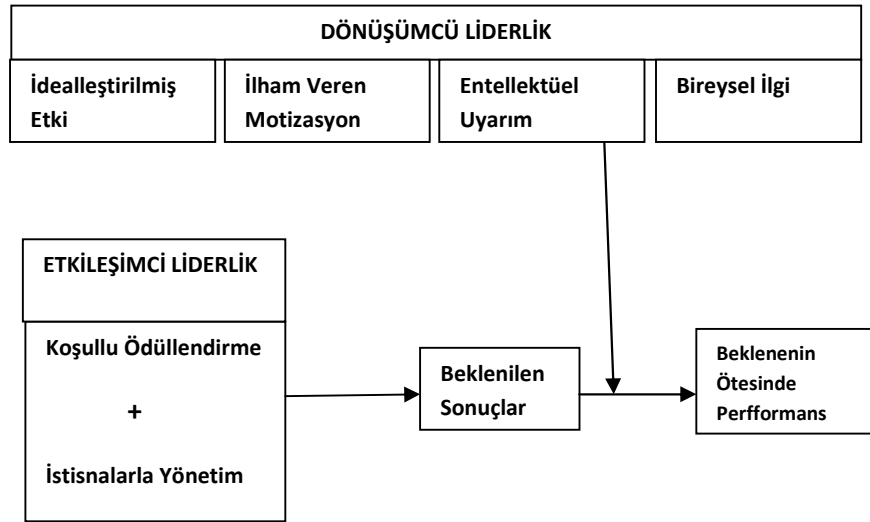 DÖNÜŞÜMCÜ LİDERLİK
İdealleştirilmiş
Etki
İlham Veren
Motizasyon
Entellektüel
Uyarım
Bireysel İlgi
ETKİLEŞİMCİ LİDERLİK
Koşullu Ödüllendirme
+
İstisnalarla Yönetim
Beklenilen
Sonuçlar
Beklenenin
Ötesinde
Perfformans